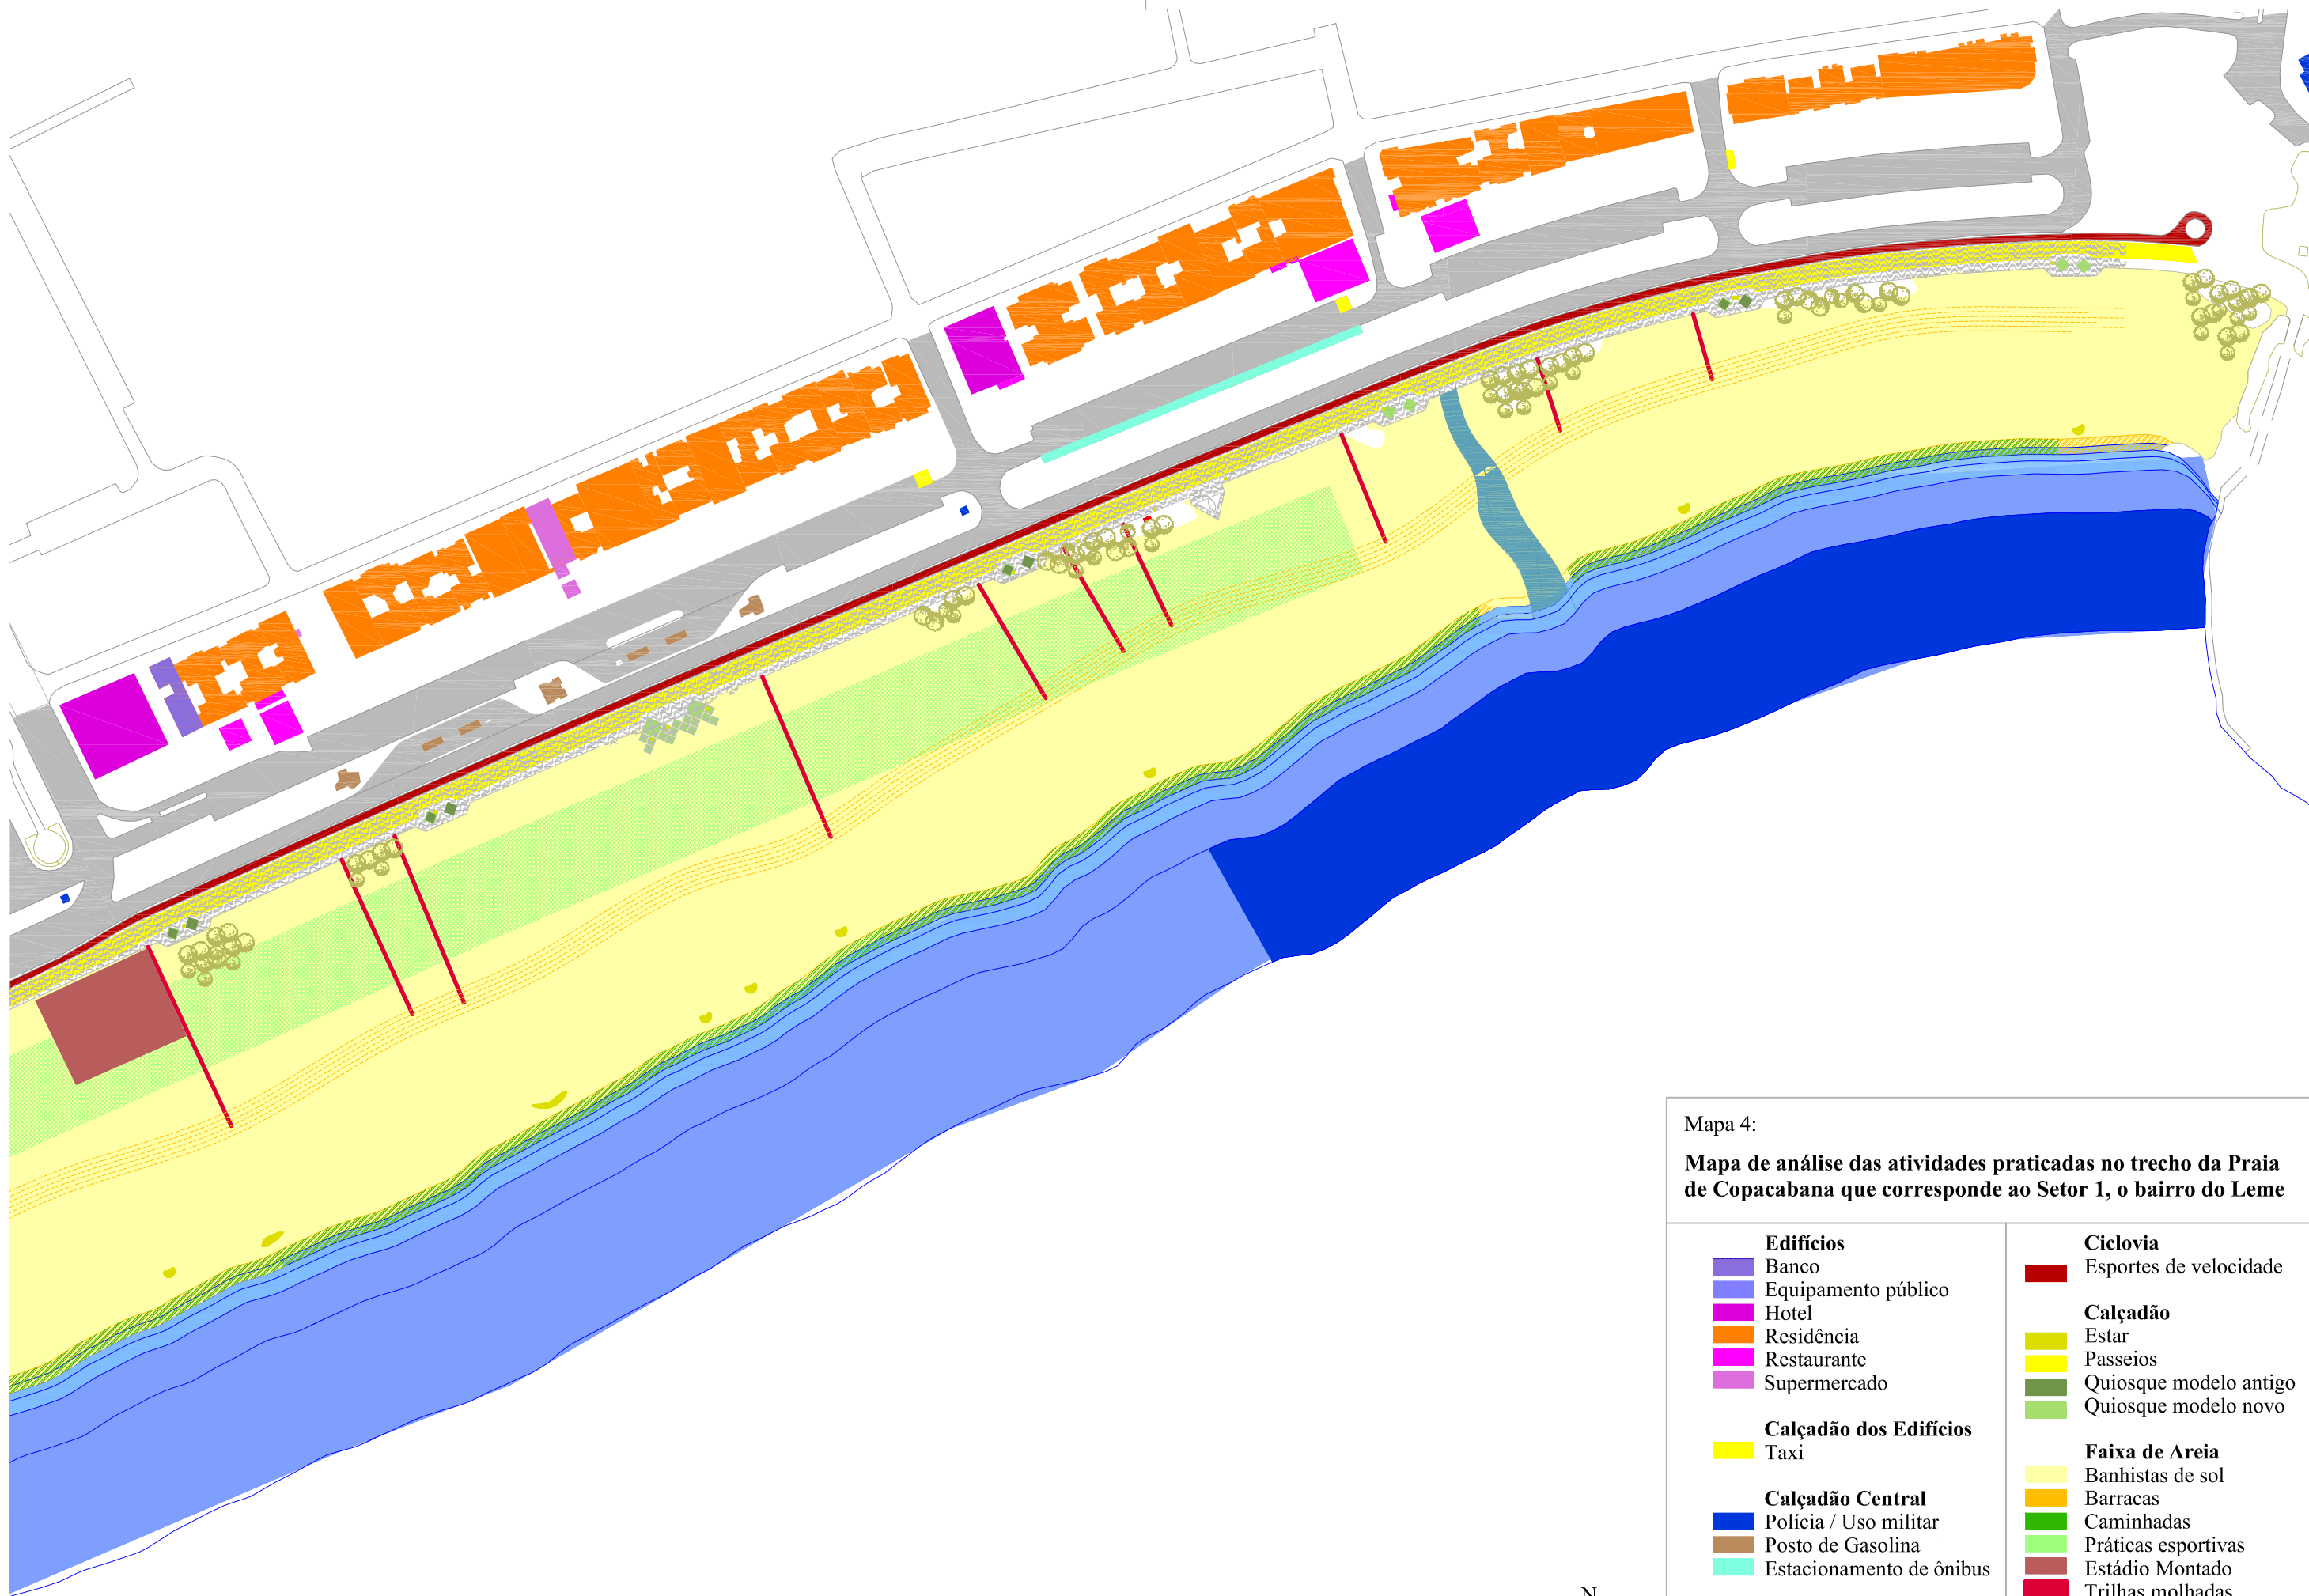 Mapa 4:
Mapa de análise das atividades praticadas no trecho da Praia
de Copacabana que corresponde ao Setor 1, o bairro do Leme
Edifícios
Banco
Equipamento público
Hotel
Residência
Restaurante
Supermercado
Calçadão dos Edifícios
Taxi
Calçadão Central
Polícia / Uso militar
Posto de Gasolina
Estacionamento de ônibus
Ciclovia
Esportes de velocidade
Calçadão
Estar
Passeios
Quiosque modelo antigo
Quiosque modelo novo
Faixa de Areia
Banhistas de sol
Barracas
Caminhadas
Práticas esportivas
Estádio Montado
Trilhas molhadas
N